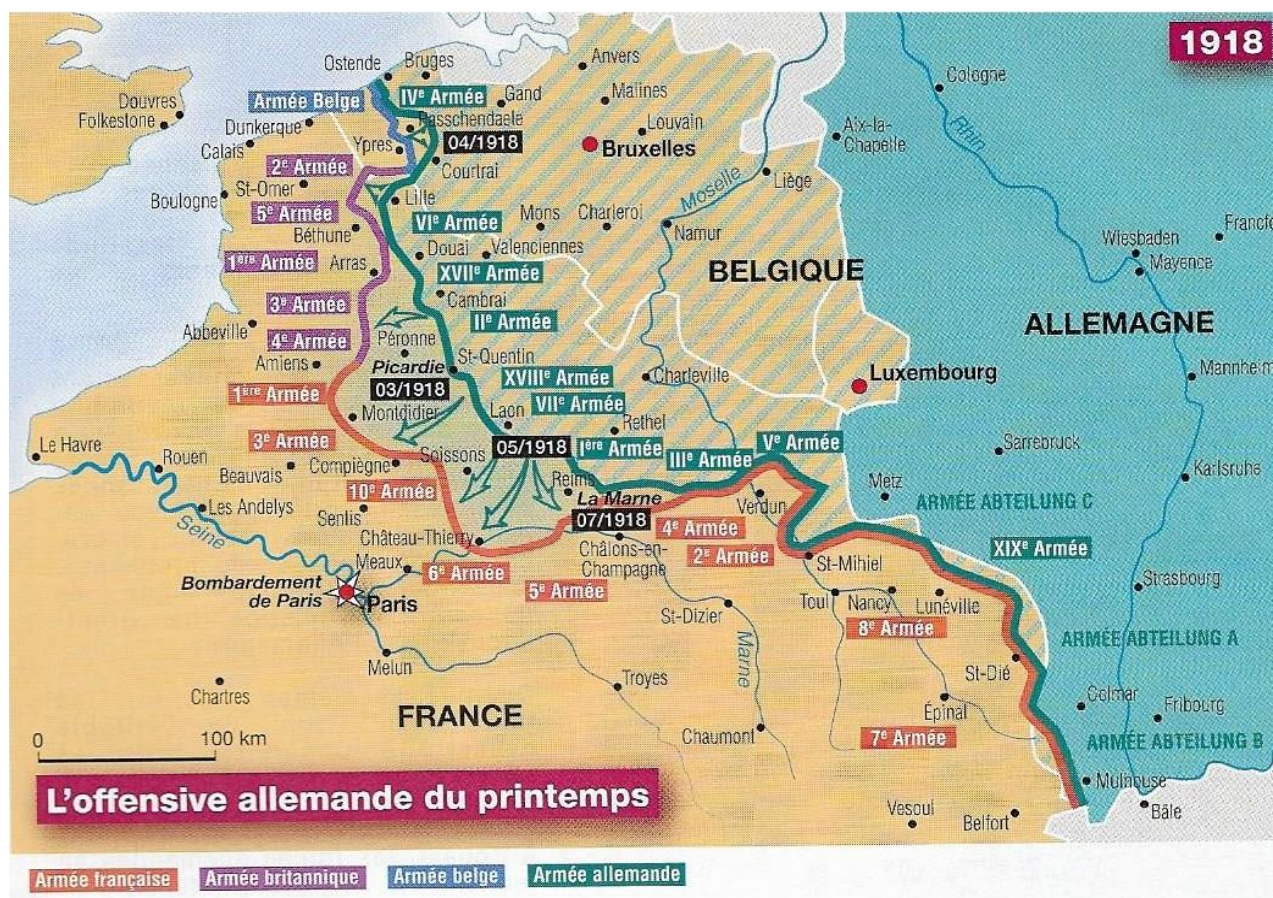 1918
Ostende
Bruges
Anvers
Cologne
Douvres
Folkestone
Armée Belge
IVe Armée
Gand
Malines
Rhin
Dunkerque
Passchendaele
Louvain
Aix-la-
Chapelle
Calais
Ypres
04/1918
Bruxelles
2e Armée
Courtrai
Liège
Boulogne
St-Omer
Lille
Moselle
5e Armée
VIe Armée
Mons
Charleroi
Namur
Béthune
Douai
Valenciennes
Wiesbaden
Francfo
Mayence
1ère Armée
Arras
XVIIe Armée
BELGIQUE
3e Armée
Cambrai
Abbeville
4e Armée
IIe Armée
ALLEMAGNE
Péronne
Amiens
Picardie
St-Quentin
03/1918
XVIIIe Armée
Charleville
Luxembourg
Mannheim
1ère Armée
Montdidier
VIIe Armée
Laon
Rethel
3e Armée
05/1918
Ière Armée
Ve Armée
Le Havre
Rouen
Beauvais
Compiègne
Soissons
IIIe Armée
Sarrebruck
Karlsruhe
10e Armée
Reims
La Marne
Verdun
Metz
ARMÉE ABTEILUNG C
Les Andelys
Senlis
07/1918
4e Armée
Seine
Château-Thierry
Châlons-en-
Champagne
2e Armée
XIXe Armée
Meaux
6e Armée
St-Mihiel
Bombardement
de Paris
Paris
5e Armée
Strasbourg
St-Dizier
Toul
Nancy
Lunéville
8e Armée
ARMÉE ABTEILUNG A
Marne
Melun
Troyes
St-Dié
Chartres
FRANCE
Colmar
Épinal
Fribourg
0
100 km
Chaumont
7e Armée
ARMÉE ABTEILUNG B
L'offensive allemande du printemps
Mulhouse
Vesoul
Belfort
Bâle
Armée française
Armée britannique
Armée belge
Armée allemande